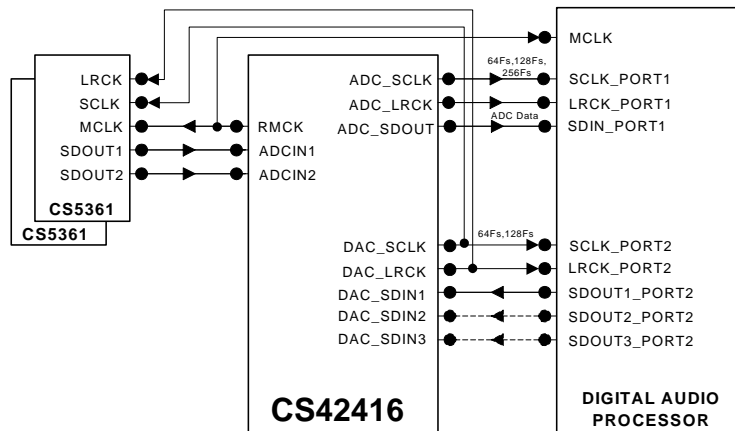 LRCK
SCLK
MCLK
SDOUT1
SDOUT2
CS5361
CS5361
RMCK
ADCIN1
ADCIN2
ADC_SCLK
ADC_LRCK
ADC_SDOUT
DAC_SCLK
DAC_LRCK
DAC_SDIN1
DAC_SDIN2
DAC_SDIN3
CS42416
64Fs,128Fs,
256Fs
ADC Data
64Fs,128Fs
MCLK
SCLK_PORT1
LRCK_PORT1
SDIN_PORT1
SCLK_PORT2
LRCK_PORT2
SDOUT1_PORT2
SDOUT2_PORT2
SDOUT3_PORT2
DIGITAL AUDIO
PROCESSOR